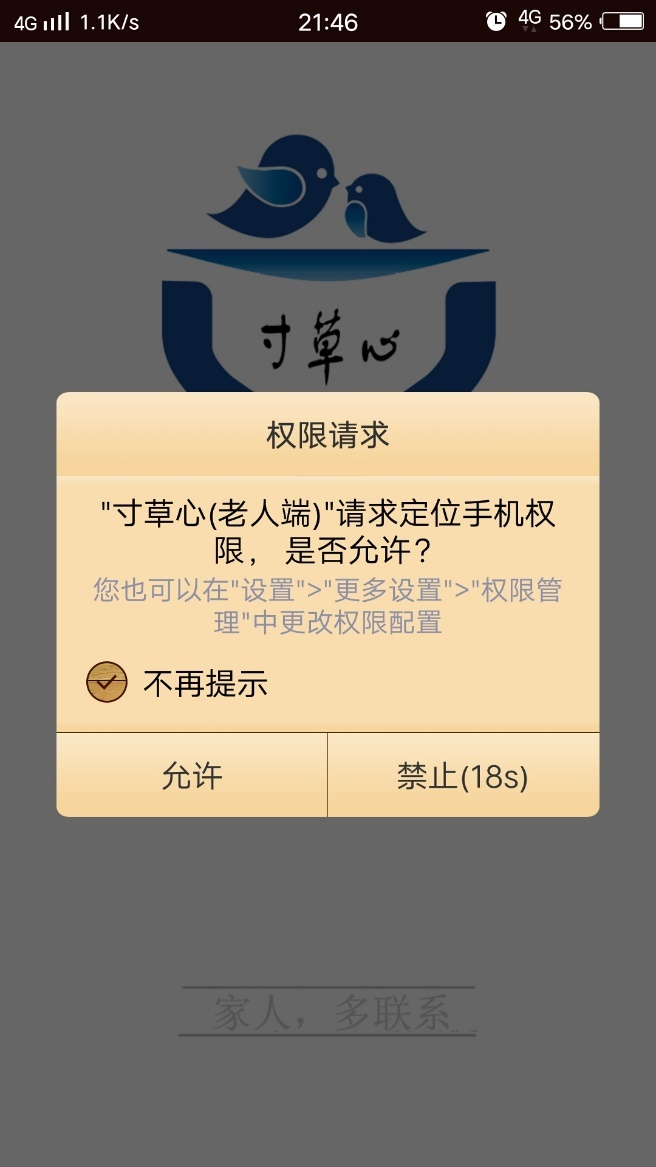 4G 1.1K/s 21:46 4G 56%
寸草心
权限请求
"寸草心(老人端)"请求定位手机权
限， 是否允许？
您也可以在"设置">"更多设置">"权限管
理"中更改权限配置
不再提示
允许 禁止(18s)
家人，多联系